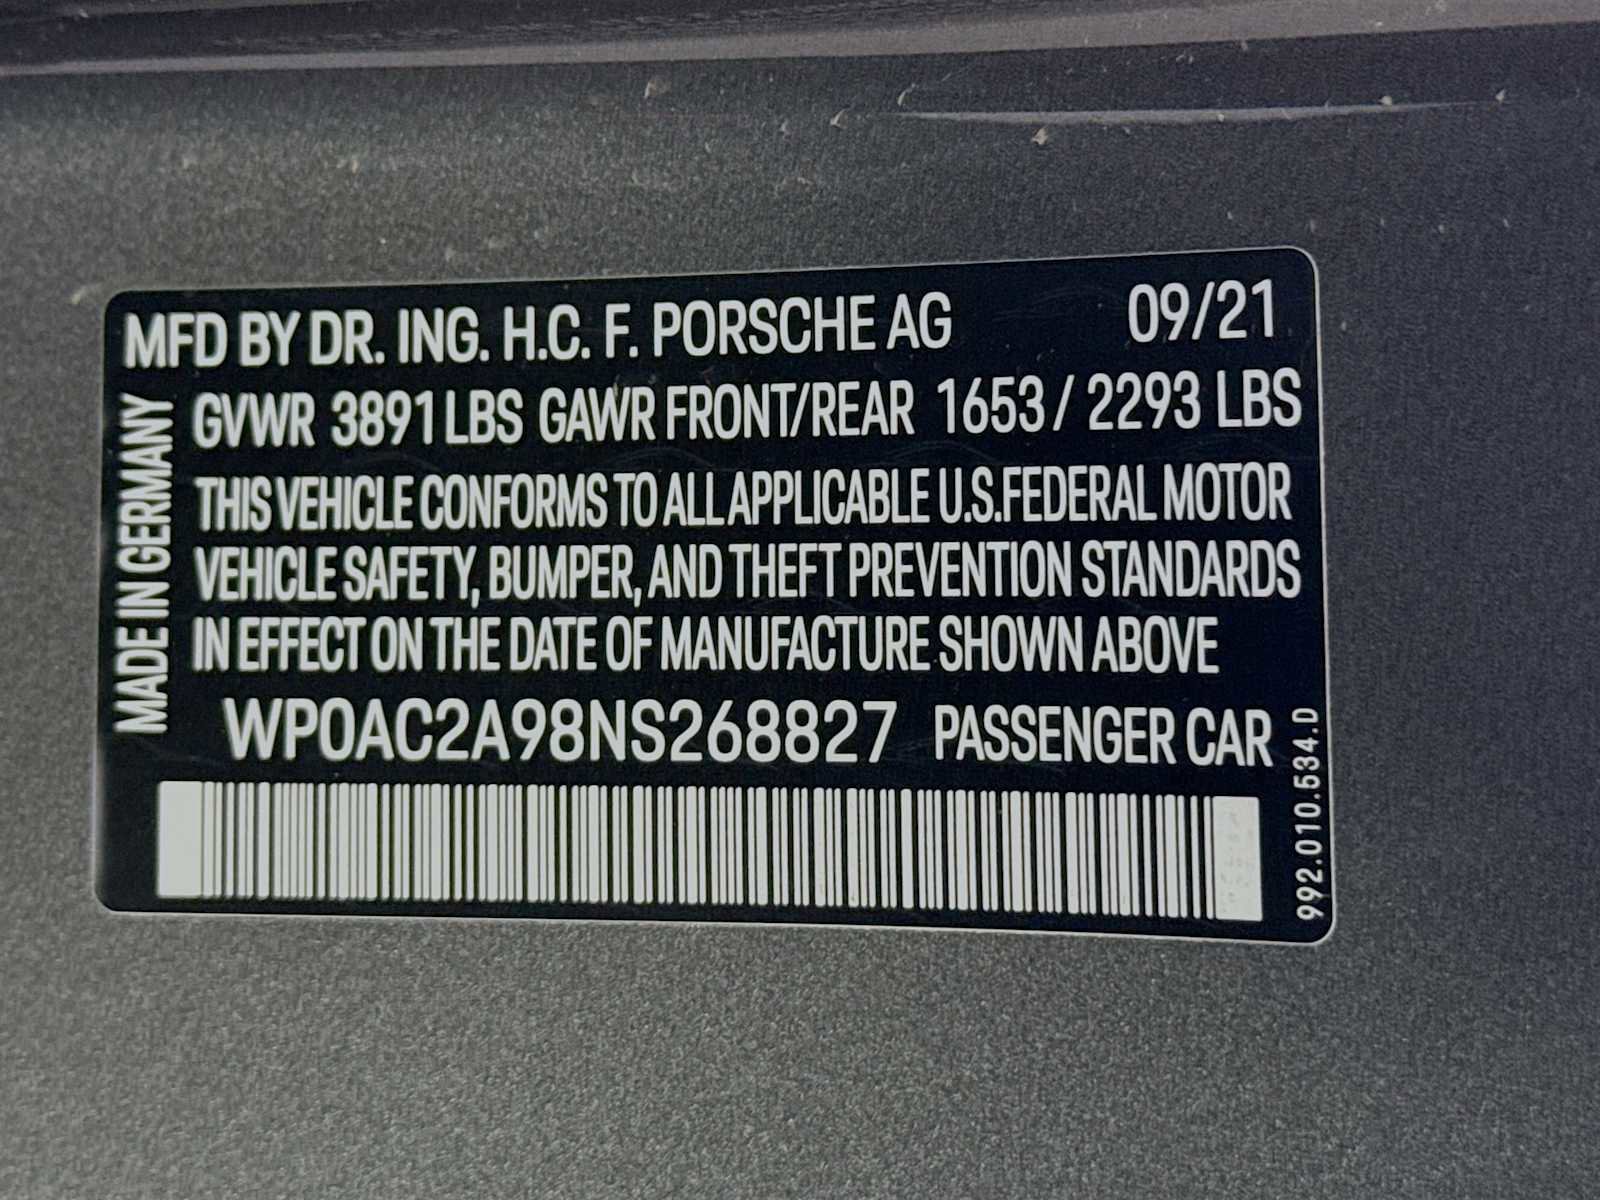 MFD BY DR. ING. H.C. F. PORSCHE AG 09/21
GVWR 3891 LBS GAWR FRONT/REAR 1653 / 2293 LBS
THIS VEHICLE CONFORMS TO ALL APPLICABLE U.S.FEDERAL MOTOR
VEHICLE SAFETY, BUMPER, AND THEFT PREVENTION STANDARDS
IN EFFECT ON THE DATE OF MANUFACTURE SHOWN ABOVE
WP0AC2A98NS268827 PASSENGER CAR
MADE IN GERMANY
992.010.534.D